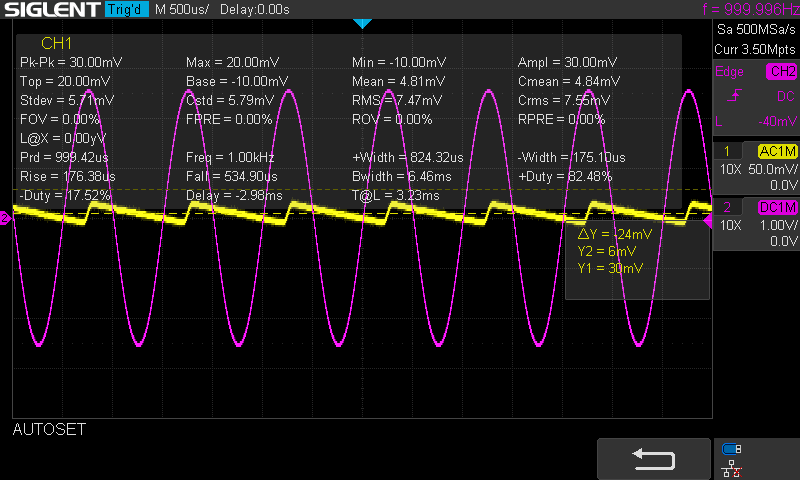 SIGLENT Trig'd M 500us/ Delay:0.00s f = 999.996Hz
Sa 500MSa/s
Curr 3.50Mpts
Edge CH2
DC
L -40mV
1 AC1M
10X 50.0mV/
0.0V
2 DC1M
10X 1.00V/
0.0V
CH1
Pk-Pk = 30.00mV Max = 20.00mV Min = -10.00mV Ampl = 30.00mV
Top = 20.00mV Base = -10.00mV Mean = 4.81mV Cmean = 4.84mV
Stdev = 5.71mV Cstd = 5.79mV RMS = 7.47mV Crms = 7.55mV
FOV = 0.00% FPRE = 0.00% ROV = 0.00% RPRE = 0.00%
L@X = 0.00yV
Prd = 999.42us Freq = 1.00kHz +Width = 824.32us -Width = 175.10us
Rise = 176.38us Fall = 534.90us Bwidth = 6.46ms +Duty = 82.48%
-Duty = 17.52% Delay = -2.98ms T@L = 3.23ms
2
△Y = -24mV
Y2 = 6mV
Y1 = 30mV
AUTOSET